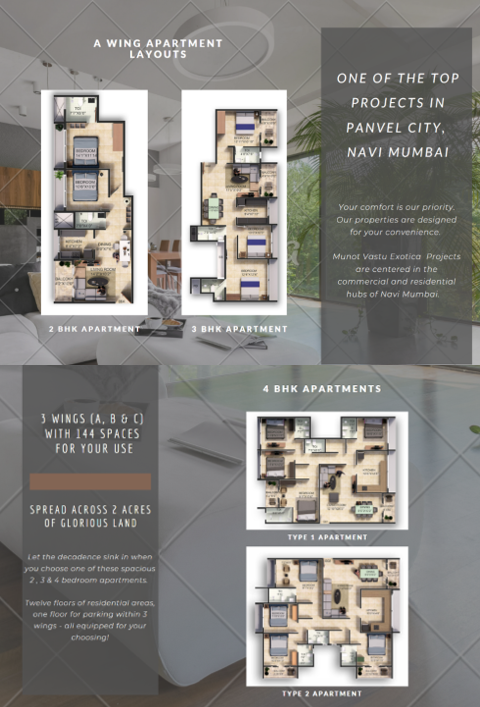 A WING APARTMENT
LAYOUTS
2 BHK APARTMENT
3 BHK APARTMENT
ONE OF THE TOP
PROJECTS IN
PANVEL CITY,
NAVI MUMBAI
Your comfort is our priority.
Our properties are designed
for your convenience.
Munot Vastu Exotica Projects
are centered in the
commercial and residential
hubs of Navi Mumbai.
3 WINGS (A, B & C)
WITH 144 SPACES
FOR YOUR USE
SPREAD ACROSS 2 ACRES
OF GLORIOUS LAND
Let the decadence sink in when
you choose one of these spacious
2 , 3 & 4 bedroom apartments.
Twelve floors of residential areas,
one floor for parking within 3
wings - all equipped for your
choosing!
4 BHK APARTMENTS
TYPE 1 APARTMENT
TYPE 2 APARTMENT